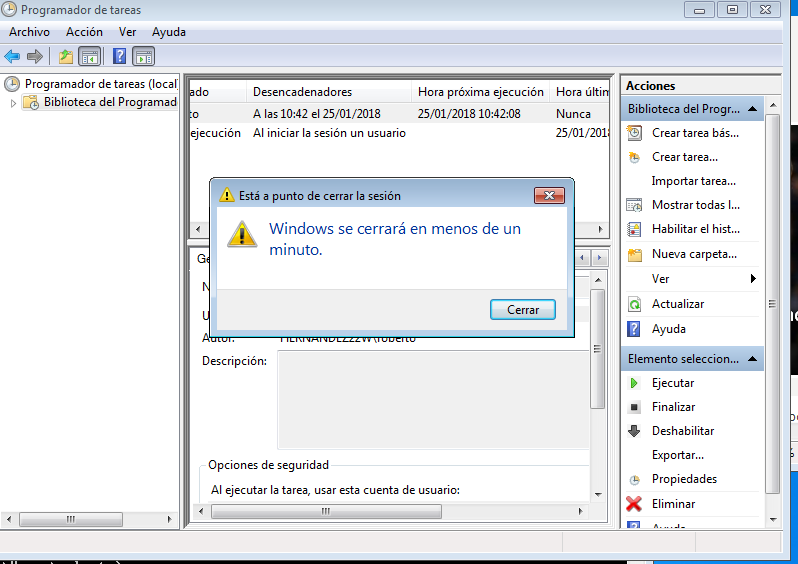 Programador de tareas
Archivo Acción Ver Ayuda
Programador de tareas (local)
Biblioteca del Programad
ado Desencadenadores Hora próxima ejecución Hora últim
to A las 10:42 el 25/01/2018 25/01/2018 10:42:08 Nunca
ejecución Al iniciar la sesión un usuario 25/01/2018
Está a punto de cerrar la sesión
Windows se cerrará en menos de un
minuto.
Cerrar
Ge
N
U
Autor: HERNANDEZ22W\roberto
Descripción:
Opciones de seguridad
Al ejecutar la tarea, usar esta cuenta de usuario:
Acciones
Biblioteca del Progr...
Crear tarea bás...
Crear tarea...
Importar tarea...
Mostrar todas l...
Habilitar el hist...
Nueva carpeta...
Ver
Actualizar
Ayuda
Elemento seleccion...
Ejecutar
Finalizar
Deshabilitar
Exportar...
Propiedades
Eliminar
Ayuda